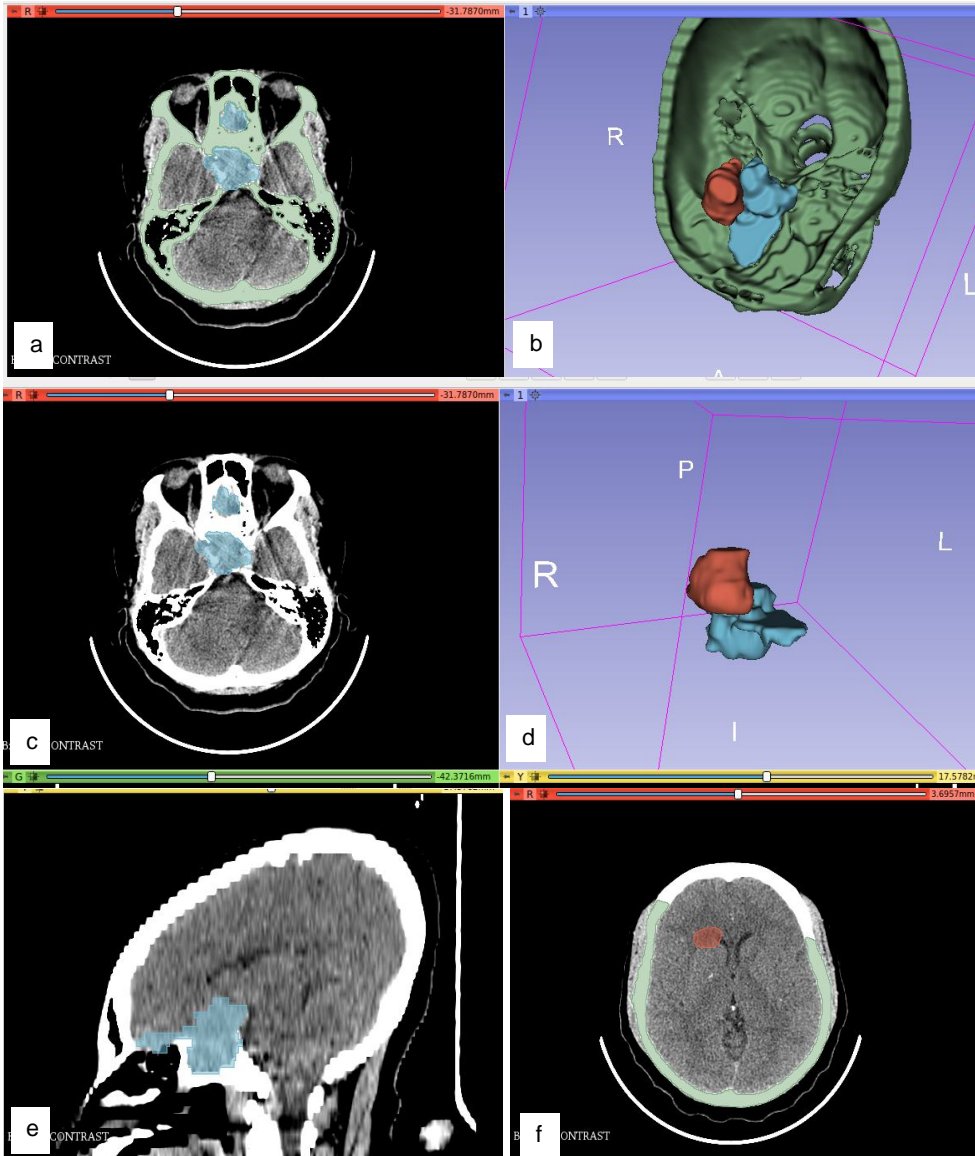 R -31.7870mm
1
R
L
a
CONTRAST
b
R -31.7870mm
1
P
R
L
c
CONTRAST
d
I
G -42.3716mm
Y 17.5782
R 3.6957mm
e
CONTRAST
f
CONTRAST